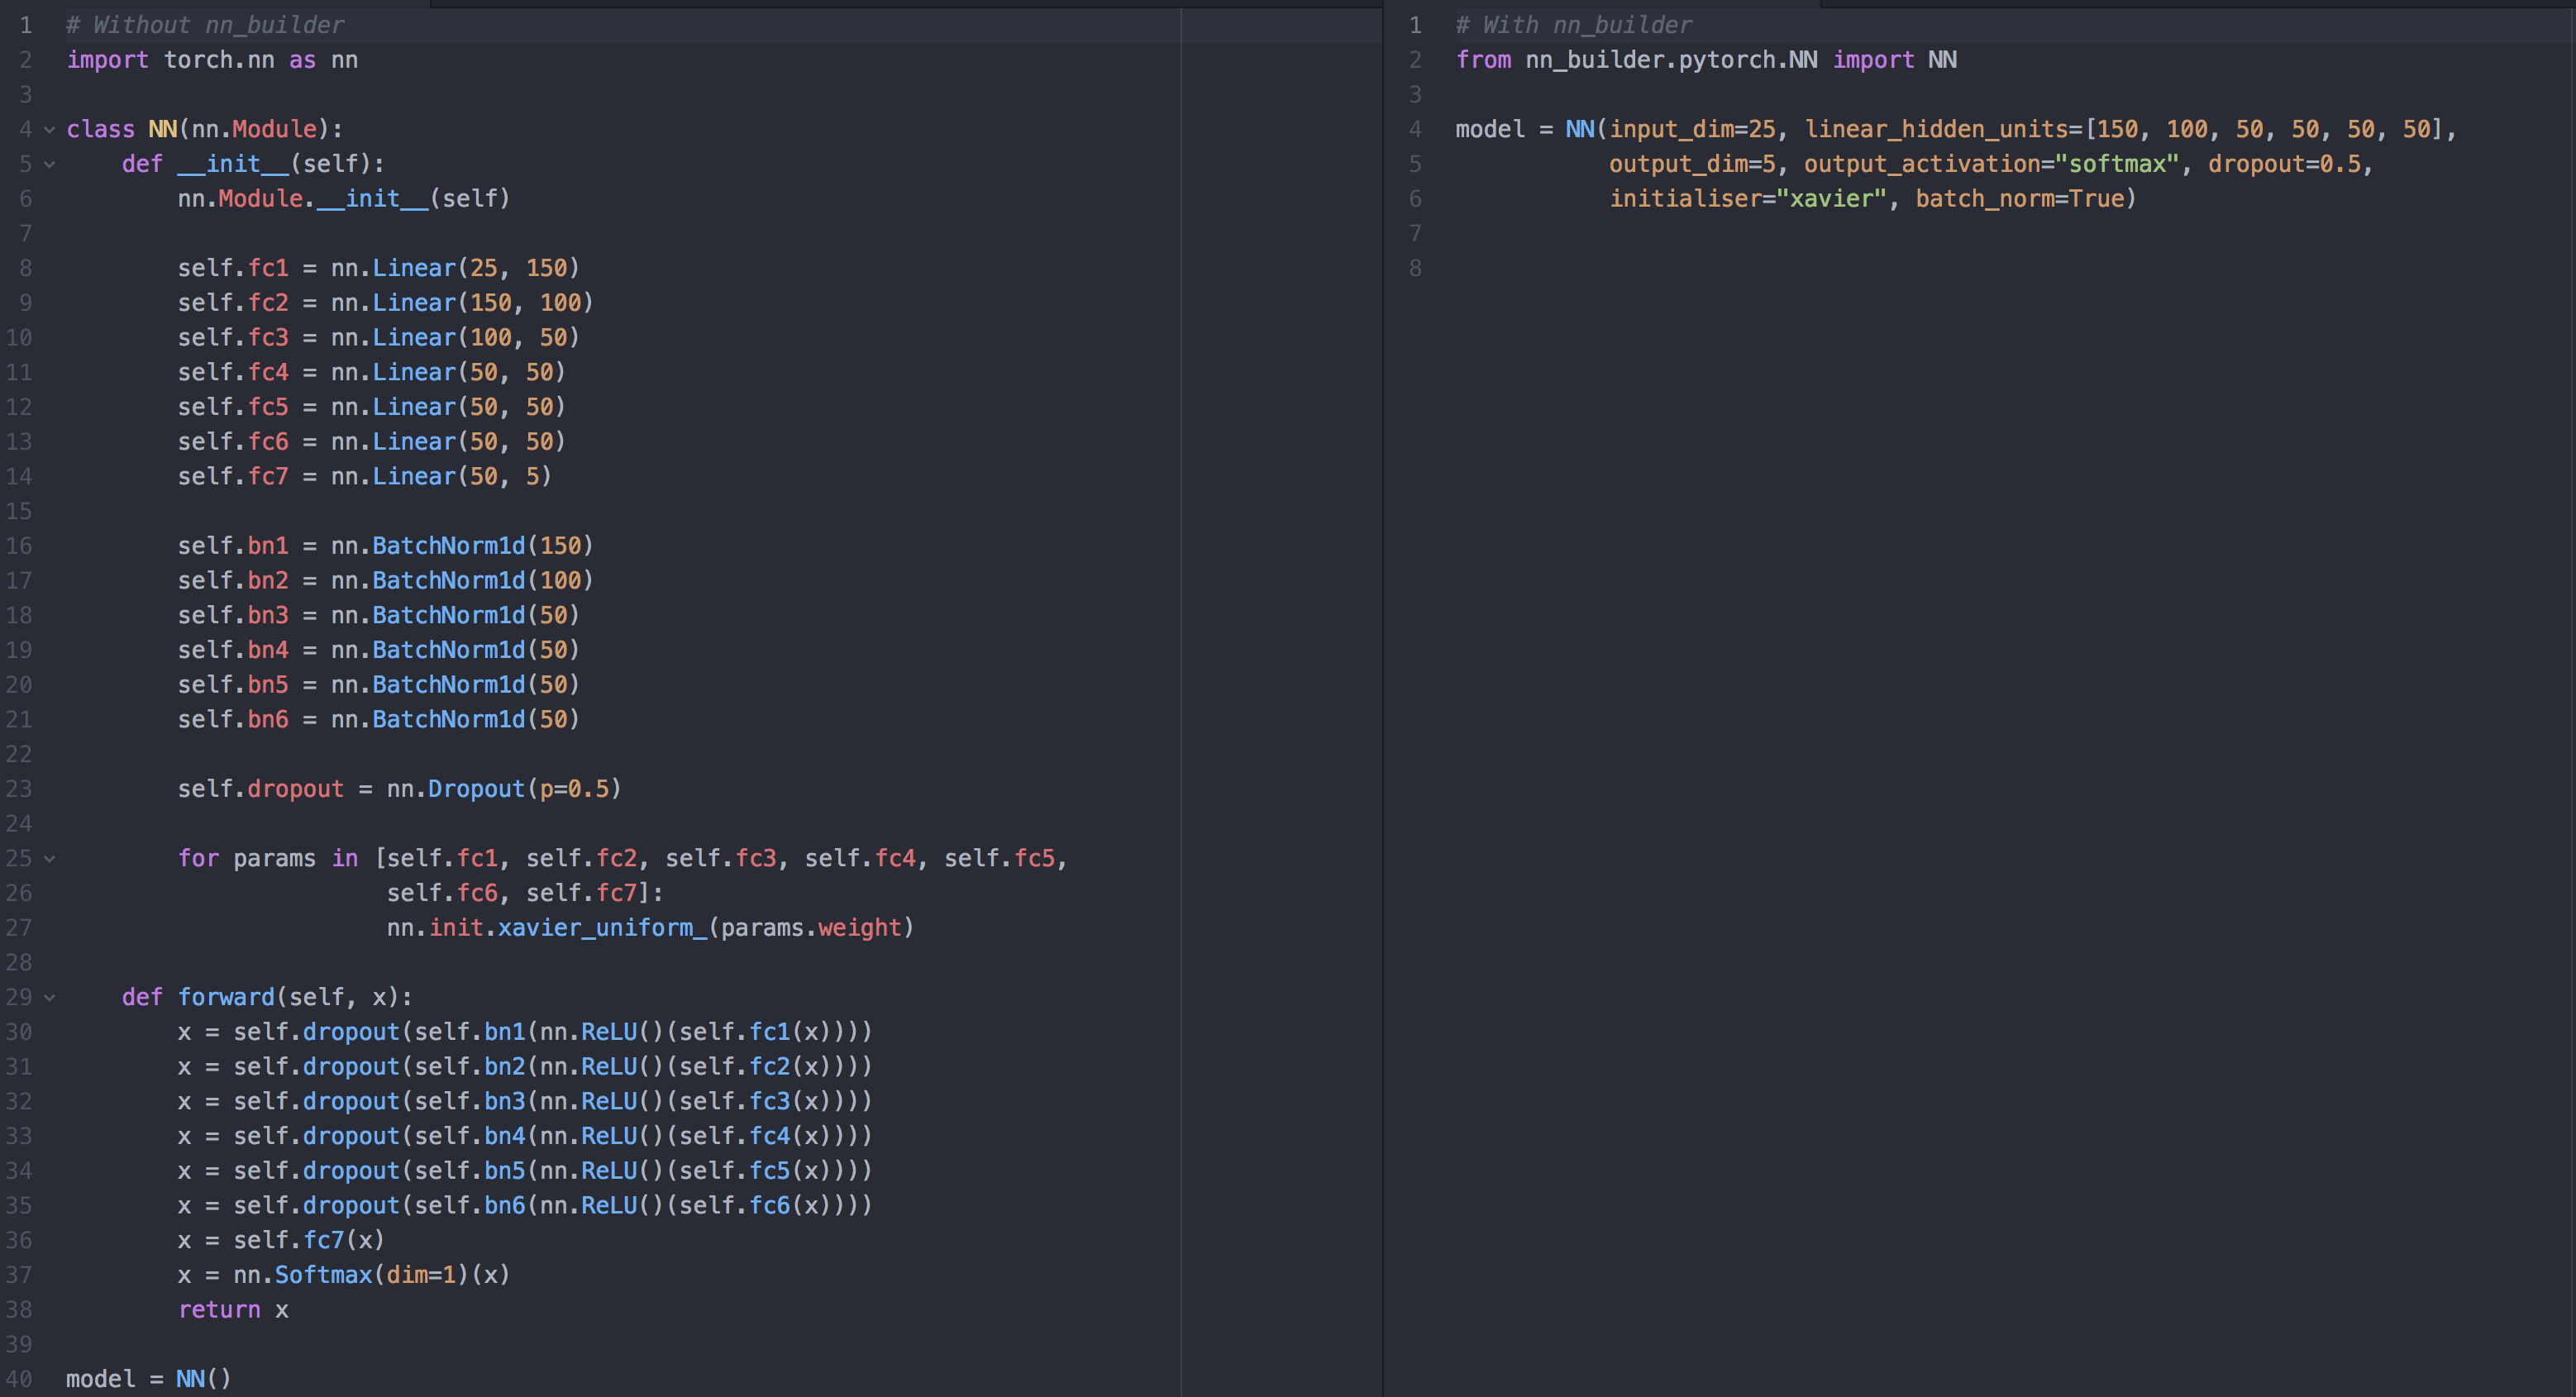 1 # Without nn_builder
2 import torch.nn as nn
3
4 class NN(nn.Module):
5     def __init__(self):
6         nn.Module.__init__(self)
7
8         self.fc1 = nn.Linear(25, 150)
9         self.fc2 = nn.Linear(150, 100)
10         self.fc3 = nn.Linear(100, 50)
11         self.fc4 = nn.Linear(50, 50)
12         self.fc5 = nn.Linear(50, 50)
13         self.fc6 = nn.Linear(50, 50)
14         self.fc7 = nn.Linear(50, 5)
15
16         self.bn1 = nn.BatchNorm1d(150)
17         self.bn2 = nn.BatchNorm1d(100)
18         self.bn3 = nn.BatchNorm1d(50)
19         self.bn4 = nn.BatchNorm1d(50)
20         self.bn5 = nn.BatchNorm1d(50)
21         self.bn6 = nn.BatchNorm1d(50)
22
23         self.dropout = nn.Dropout(p=0.5)
24
25         for params in [self.fc1, self.fc2, self.fc3, self.fc4, self.fc5,
26                        self.fc6, self.fc7]:
27                        nn.init.xavier_uniform_(params.weight)
28
29     def forward(self, x):
30         x = self.dropout(self.bn1(nn.ReLU()(self.fc1(x))))
31         x = self.dropout(self.bn2(nn.ReLU()(self.fc2(x))))
32         x = self.dropout(self.bn3(nn.ReLU()(self.fc3(x))))
33         x = self.dropout(self.bn4(nn.ReLU()(self.fc4(x))))
34         x = self.dropout(self.bn5(nn.ReLU()(self.fc5(x))))
35         x = self.dropout(self.bn6(nn.ReLU()(self.fc6(x))))
36         x = self.fc7(x)
37         x = nn.Softmax(dim=1)(x)
38         return x
39
40 model = NN()
1 # With nn_builder
2 from nn_builder.pytorch.NN import NN
3
4 model = NN(input_dim=25, linear_hidden_units=[150, 100, 50, 50, 50, 50],
5            output_dim=5, output_activation="softmax", dropout=0.5,
6            initialiser="xavier", batch_norm=True)
7
8